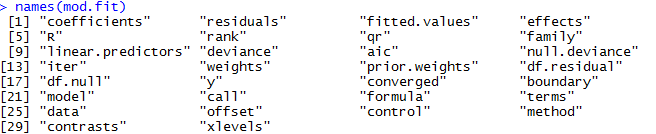 > names(mod.fit)
[1] "coefficients" "residuals" "fitted.values" "effects"
[5] "R" "rank" "qr" "family"
[9] "linear.predictors" "deviance" "aic" "null.deviance"
[13] "iter" "weights" "prior.weights" "df.residual"
[17] "df.null" "y" "converged" "boundary"
[21] "model" "call" "formula" "terms"
[25] "data" "offset" "control" "method"
[29] "contrasts" "xlevels"